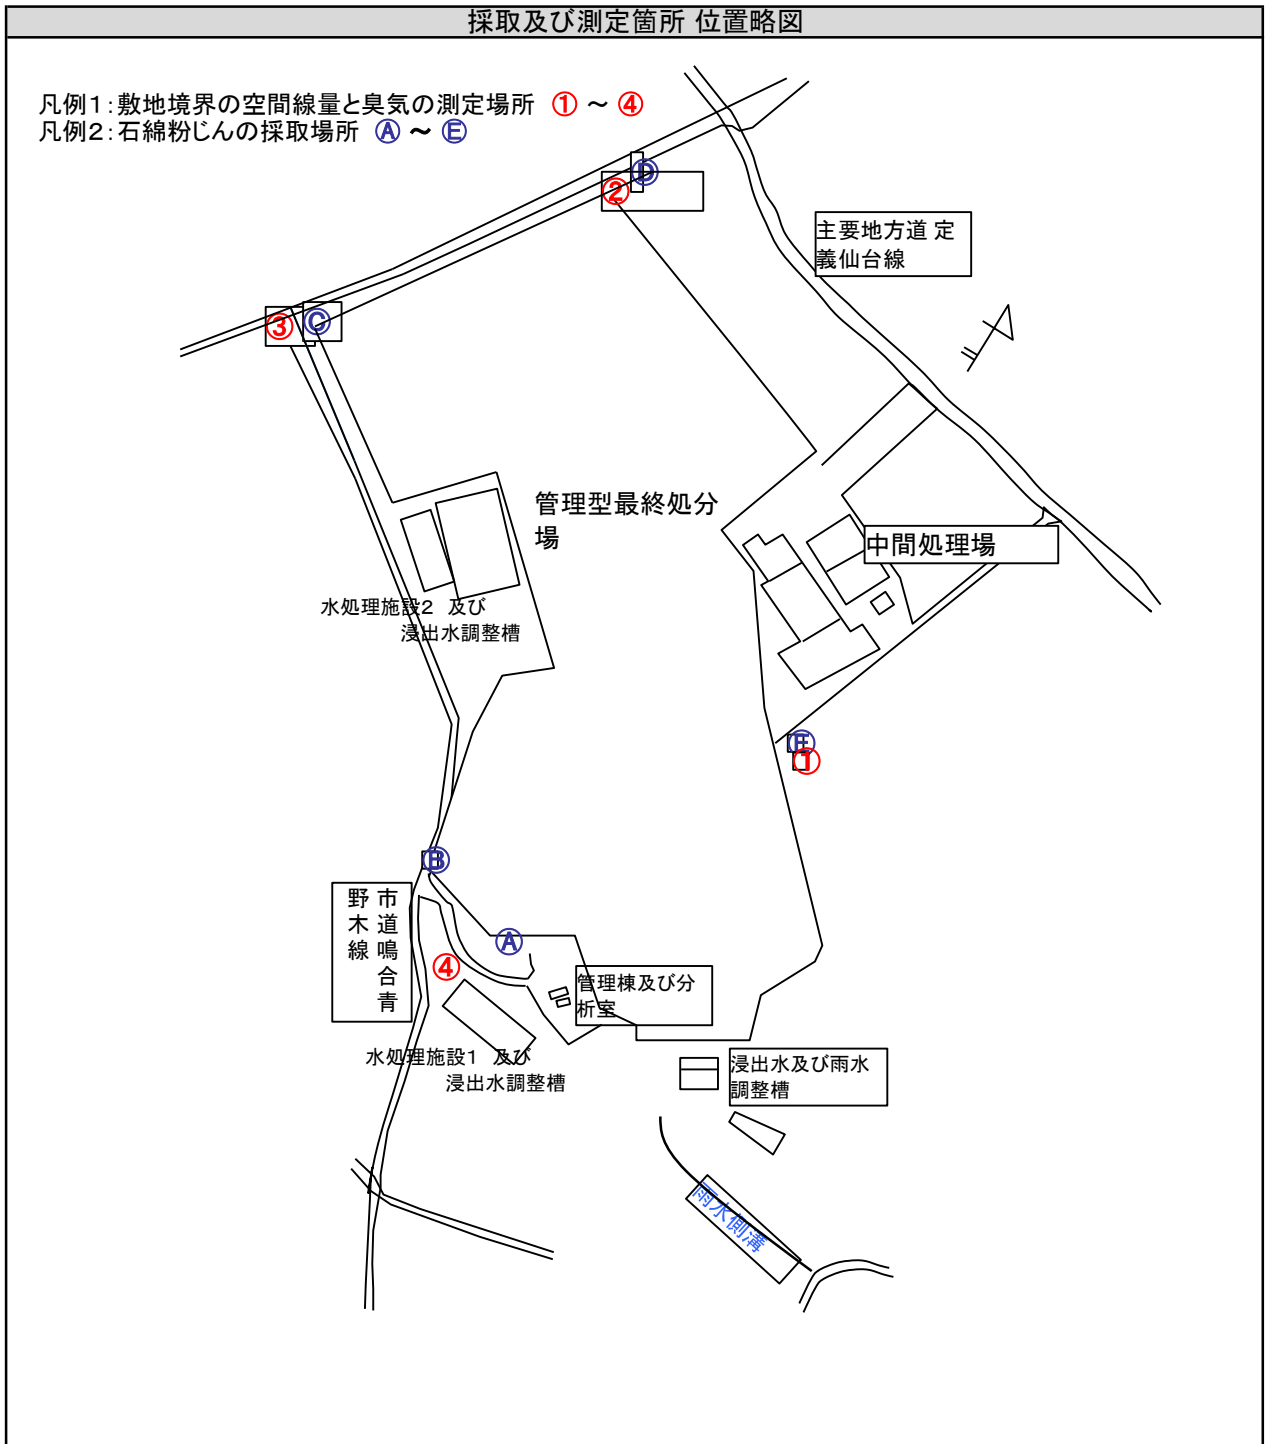 採取及び測定箇所 位置略図
凡例1：敷地境界の空間線量と臭気の測定場所 ① ～ ④
凡例2：石綿粉じんの採取場所 Ⓐ ～ Ⓔ
Ⓓ
②
主要地方道 定
義仙台線
③
Ⓒ
管理型最終処分
場
中間処理場
水処理施設2 及び
浸出水調整槽
Ⓔ
①
Ⓑ
市道鳴合青
野木線
Ⓐ
④
管理棟及び分
析室
水処理施設1 及び
浸出水調整槽
浸出水及び雨水
調整槽
雨水側溝